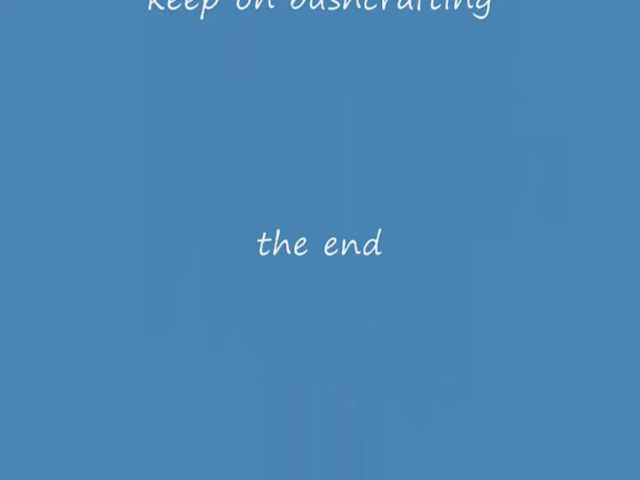 keep on bushcrafting
the end